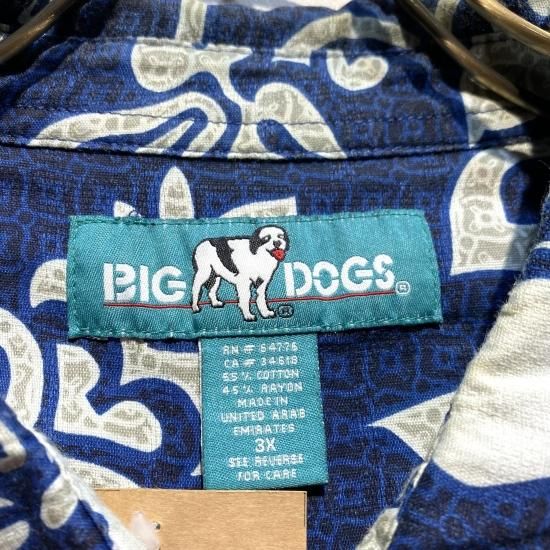 BIG DOGS®
®
RN # 54776
CA # 34618
55% COTTON
45% RAYON
MADE IN
UNITED ARAB
EMIRATES
3X
SEE REVERSE
FOR CARE